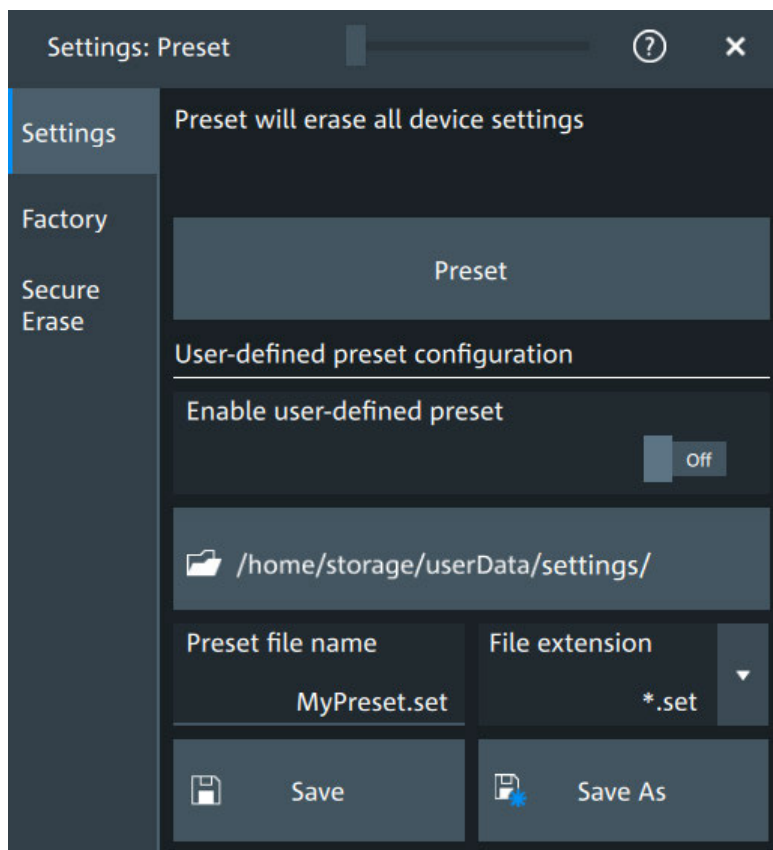 Settings: Preset
?
Settings
Factory
Secure
Erase
Preset will erase all device settings
Preset
User-defined preset configuration
Enable user-defined preset
Off
/home/storage/userData/settings/
Preset file name
MyPreset.set
File extension
*.set
Save
Save As